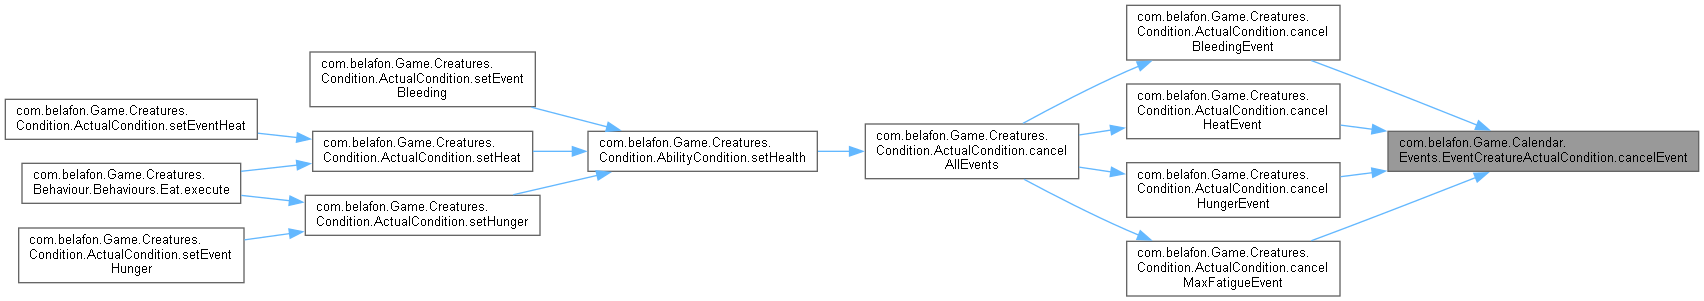 com.belafon.Game.Creatures.
Condition.ActualCondition.setEventHeat
com.belafon.Game.Creatures.
Behaviour.Behaviours.Eat.execute
com.belafon.Game.Creatures.
Condition.ActualCondition.setEvent
Hunger
com.belafon.Game.Creatures.
Condition.ActualCondition.setEvent
Bleeding
com.belafon.Game.Creatures.
Condition.ActualCondition.setHeat
com.belafon.Game.Creatures.
Condition.ActualCondition.setHunger
com.belafon.Game.Creatures.
Condition.AbilityCondition.setHealth
com.belafon.Game.Creatures.
Condition.ActualCondition.cancel
AllEvents
com.belafon.Game.Creatures.
Condition.ActualCondition.cancel
BleedingEvent
com.belafon.Game.Creatures.
Condition.ActualCondition.cancel
HeatEvent
com.belafon.Game.Creatures.
Condition.ActualCondition.cancel
HungerEvent
com.belafon.Game.Creatures.
Condition.ActualCondition.cancel
MaxFatigueEvent
com.belafon.Game.Calendar.
Events.EventCreatureActualCondition.cancelEvent